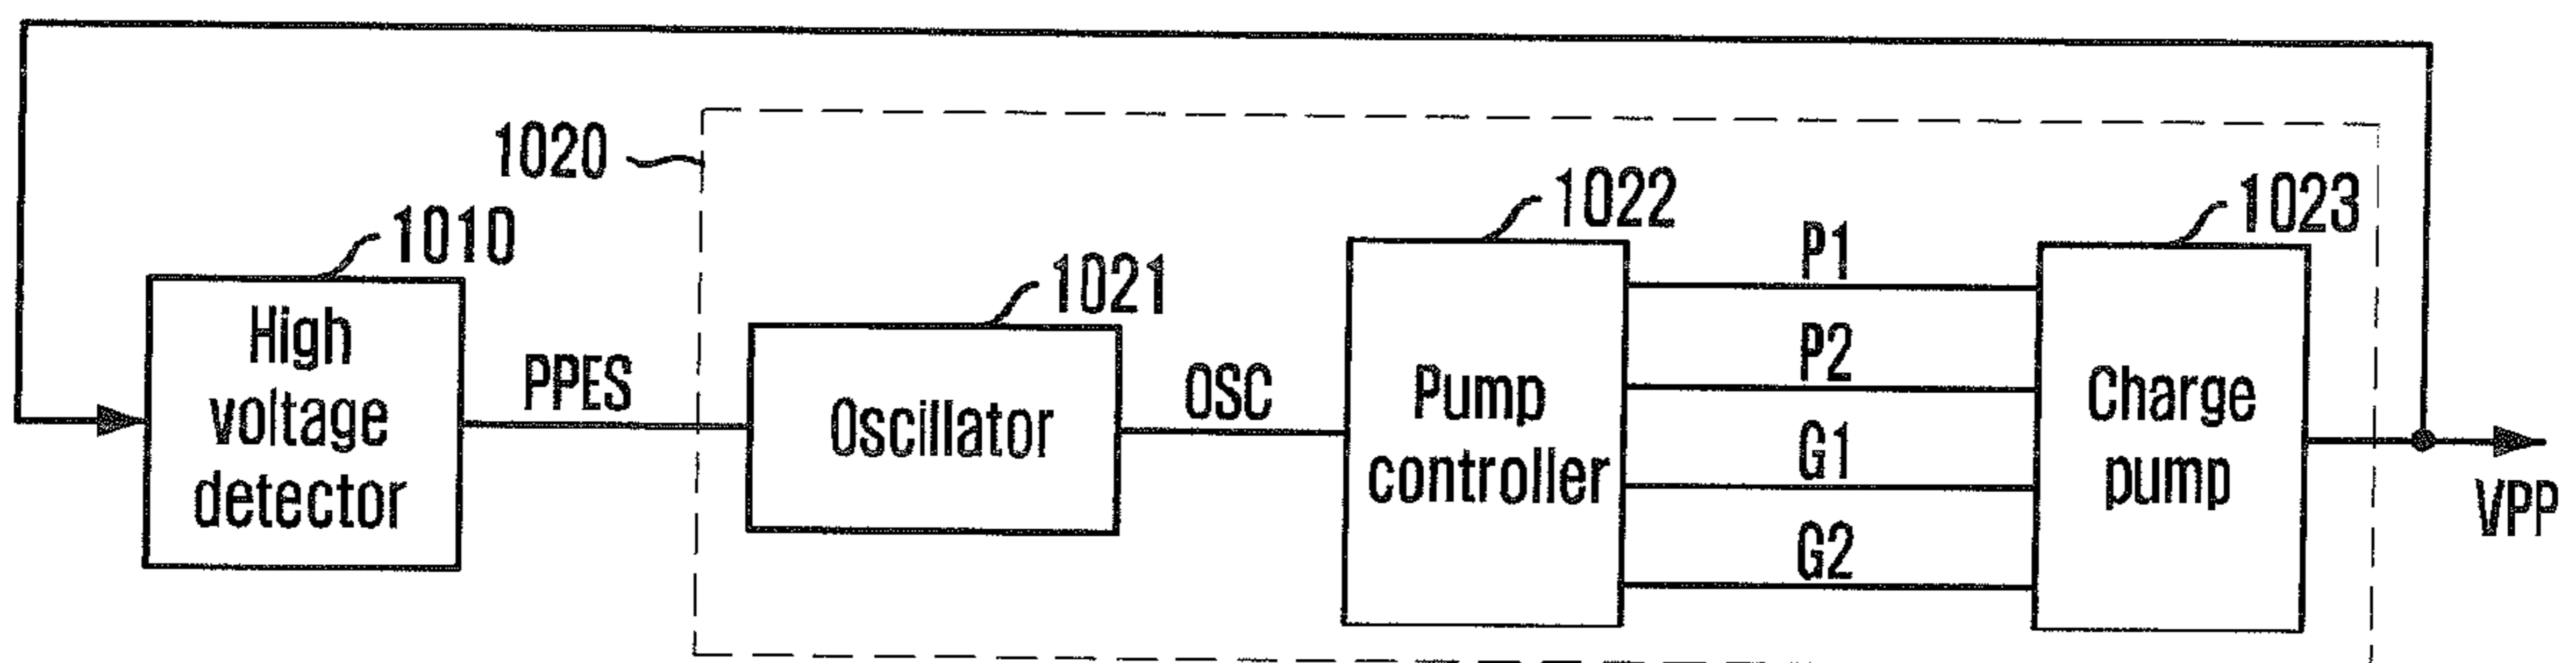 1020
1010
High
voltage
detector
PPES
1021
Oscillator
OSC
1022
Pump
controller
P1
P2
G1
G2
1023
Charge
pump
VPP